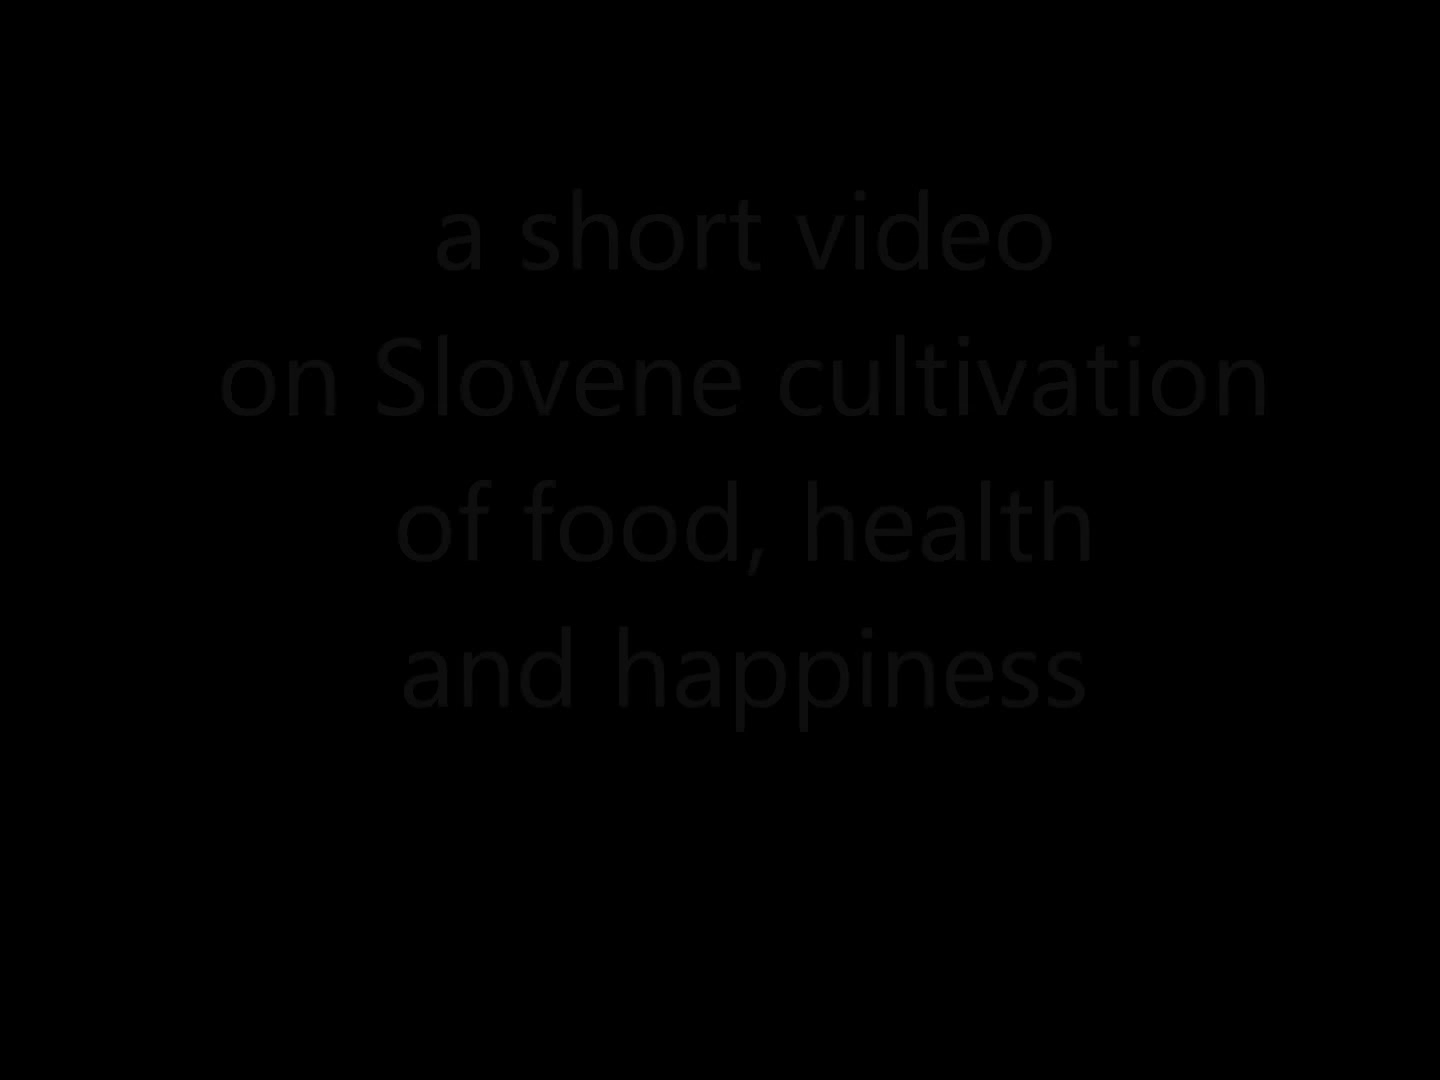 a short video
on Slovene cultivation
of food, health
and happiness